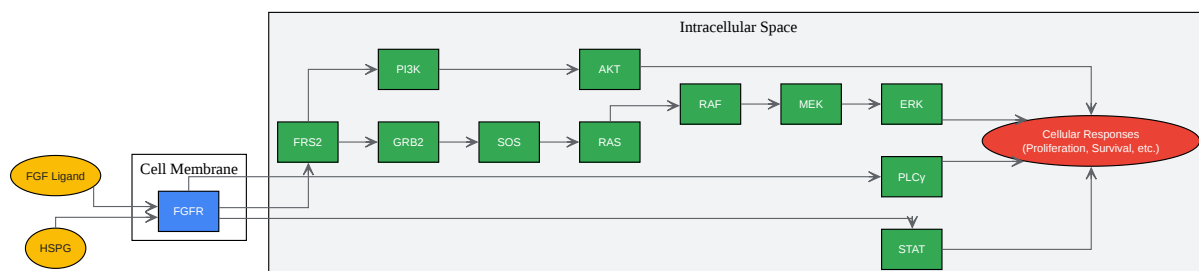 Intracellular Space
PI3K
AKT
RAF
MEK
ERK
FRS2
GRB2
SOS
RAS
Cellular Responses
(Proliferation, Survival, etc.)
Cell Membrane
FGF Ligand
PLCγ
FGFR
HSPG
STAT